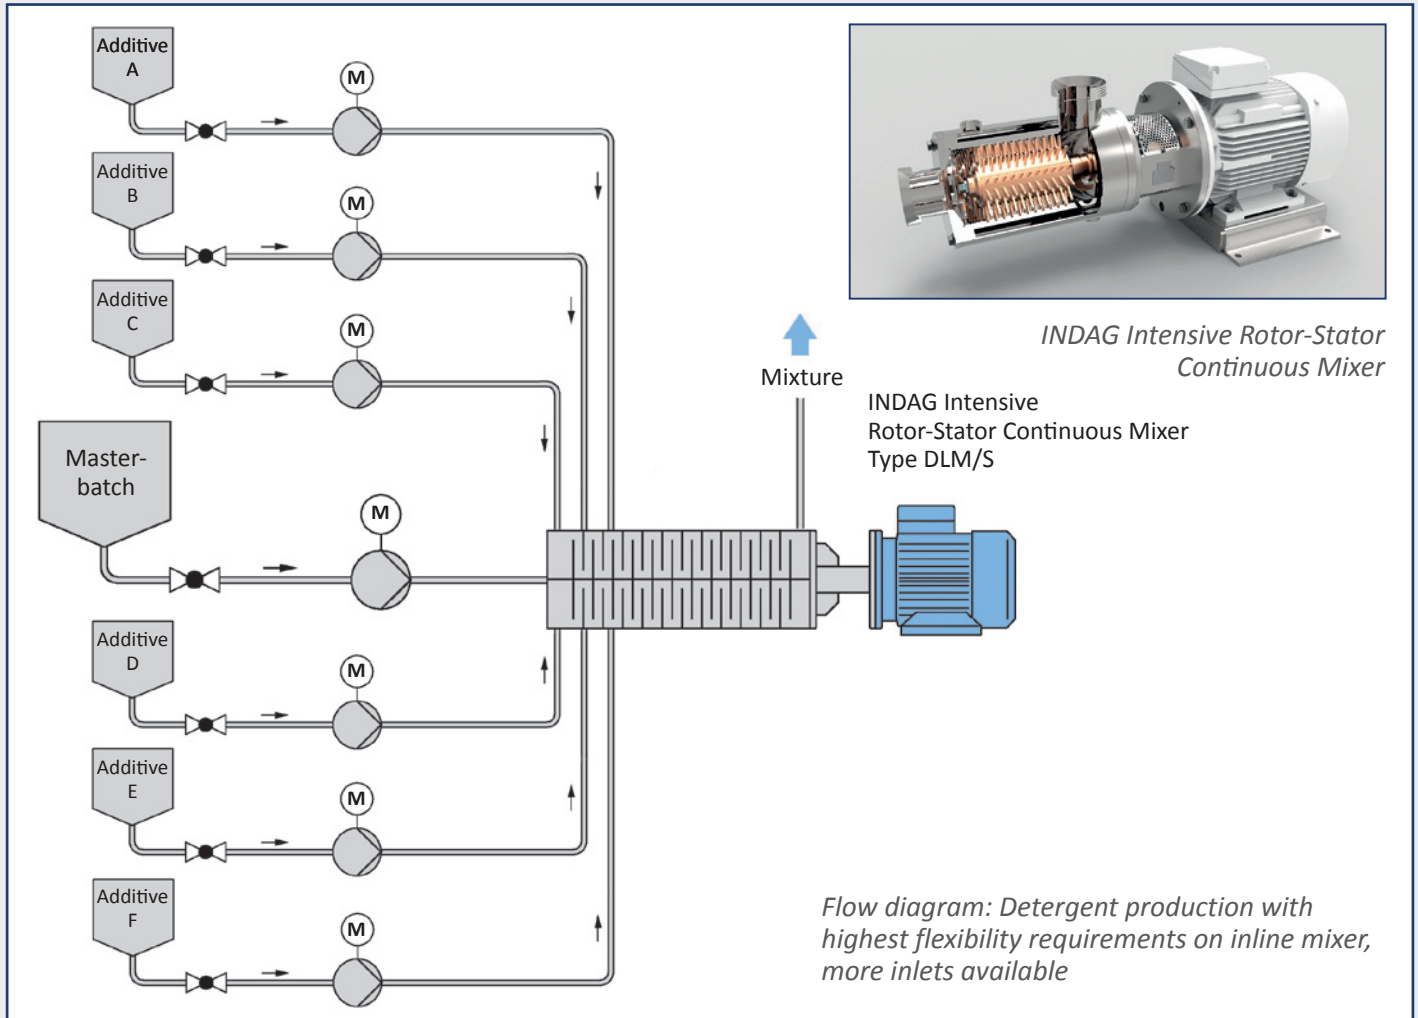 Additive
A
M
Additive
B
M
Additive
C
M
Master-
batch
M
Additive
D
M
Additive
E
M
Additive
F
M
Mixture
INDAG Intensive Rotor-Stator
Continuous Mixer
INDAG Intensive
Rotor-Stator Continuous Mixer
Type DLM/S
Flow diagram: Detergent production with
highest flexibility requirements on inline mixer,
more inlets available